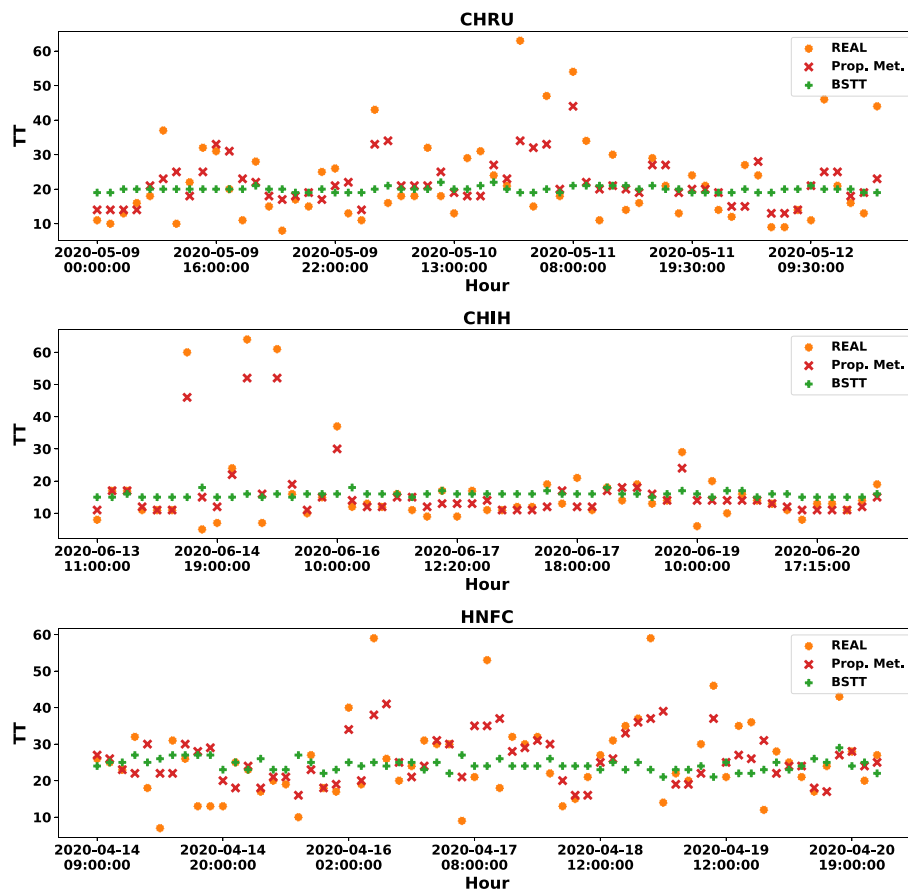 CHRU
REAL
Prop. Met.
BSTT
TT
60
50
40
30
20
10
2020-05-09 2020-05-09 2020-05-09 2020-05-10 2020-05-11 2020-05-11 2020-05-12
00:00:00 16:00:00 22:00:00 13:00:00 08:00:00 19:30:00 09:30:00
Hour
CHIH
REAL
Prop. Met.
BSTT
TT
60
50
40
30
20
10
2020-06-13 2020-06-14 2020-06-16 2020-06-17 2020-06-17 2020-06-19 2020-06-20
11:00:00 19:00:00 10:00:00 12:20:00 18:00:00 10:00:00 17:15:00
Hour
HNFC
REAL
Prop. Met.
BSTT
TT
60
50
40
30
20
10
2020-04-14 2020-04-14 2020-04-16 2020-04-17 2020-04-18 2020-04-19 2020-04-20
09:00:00 20:00:00 02:00:00 08:00:00 12:00:00 12:00:00 19:00:00
Hour